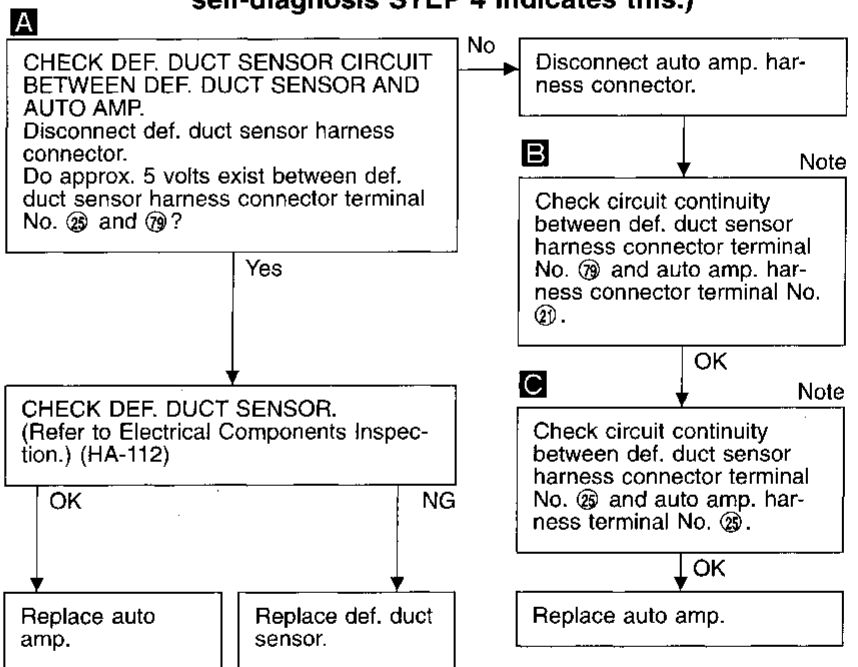 self-diagnosis STEP 4 indicates this.)
A
CHECK DEF. DUCT SENSOR CIRCUIT
BETWEEN DEF. DUCT SENSOR AND
AUTO AMP.
Disconnect def. duct sensor harness
connector.
Do approx. 5 volts exist between def.
duct sensor harness connector terminal
No. ㉕ and 79?
No
Disconnect auto amp. har-
ness connector.
B
Note
Check circuit continuity
between def. duct sensor
harness connector terminal
No. 79 and auto amp. har-
ness connector terminal No.
㉑.
Yes
OK
CHECK DEF. DUCT SENSOR.
(Refer to Electrical Components Inspec-
tion.) (HA-112)
C
Note
Check circuit continuity
between def. duct sensor
harness connector terminal
No. ㉕ and auto amp. har-
ness terminal No. ㉕.
OK
NG
OK
Replace auto
amp.
Replace def. duct
sensor.
Replace auto amp.